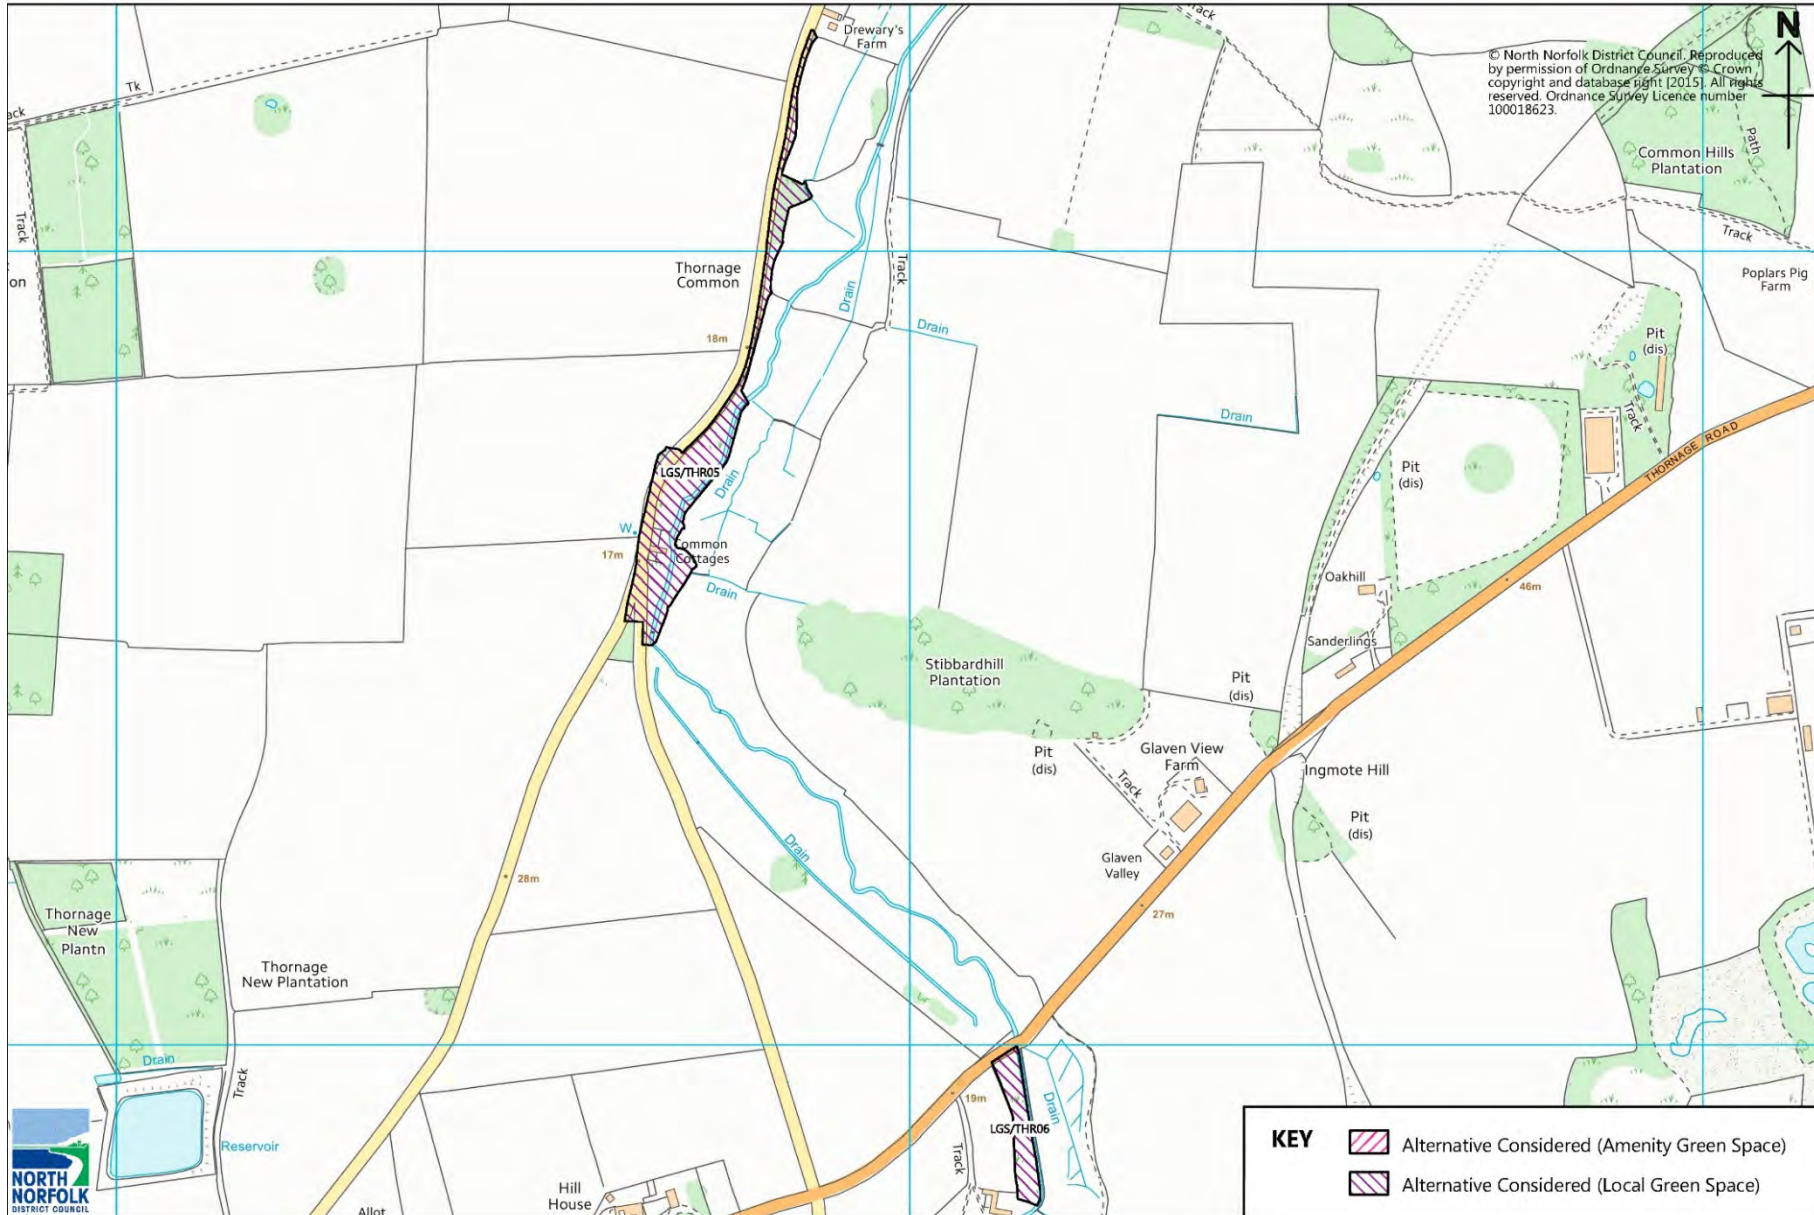 Drewary's
Farm
Track
N
© North Norfolk District Council. Reproduced
by permission of Ordnance Survey © Crown
copyright and database right [2015]. All rights
reserved. Ordnance Survey Licence number
100018623.
Tk
ack
Path
Common Hills
Plantation
Track
Track
Thornage
Common
on
Track
Drain
Poplars Pig
Farm
Drain
Pit
(dis)
18m
Track
Drain
THORNAGE ROAD
LGS/THR05
Drain
Pit
(dis)
W
17m
Common
Cottages
Drain
Oakhill
46m
Sanderlings
Stibbardhill
Plantation
Pit
(dis)
Pit
(dis)
Glaven View
Farm
Track
Ingmote Hill
Pit
(dis)
Drain
Glaven
Valley
28m
27m
Thornage
New
Plantn
Thornage
New Plantation
Drain
Track
19m
Drain
Reservoir
LGS/THR06
Track
Hill
House
Allot
KEY
Alternative Considered (Amenity Green Space)
Alternative Considered (Local Green Space)
NORTH
NORFOLK
DISTRICT COUNCIL